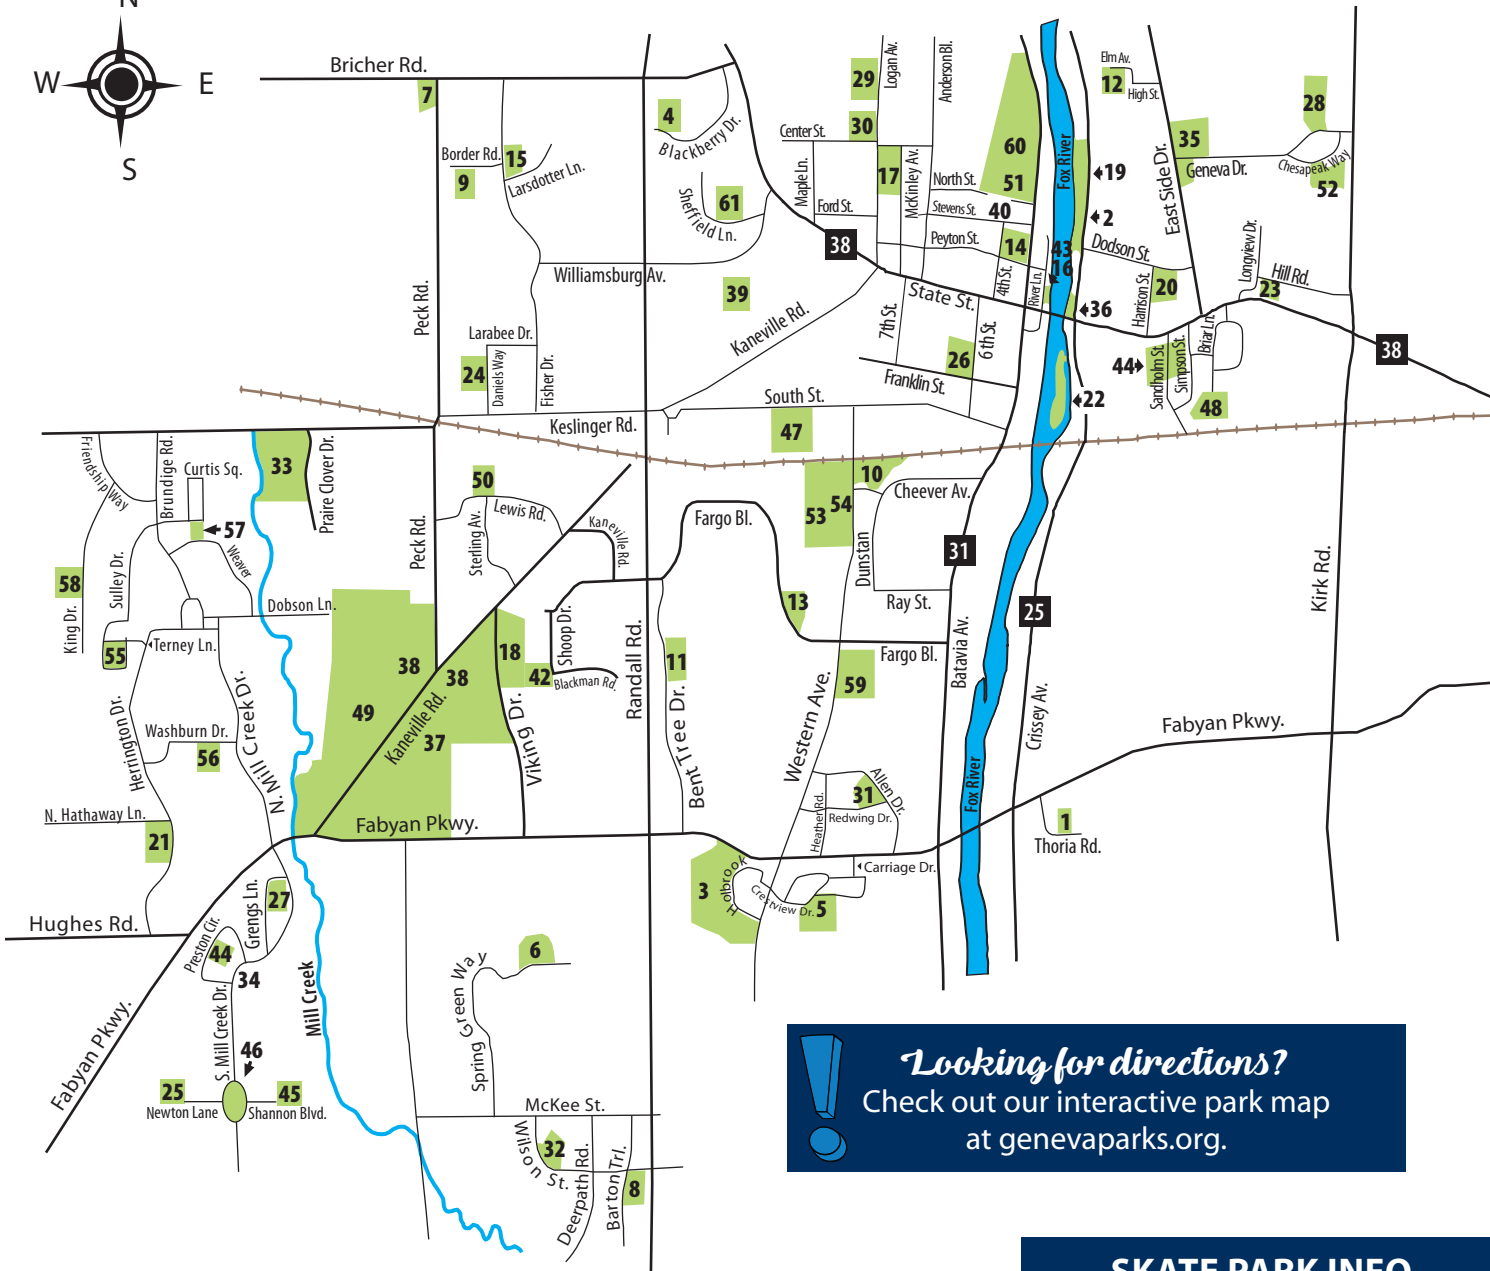 N
W
E
S
Bricher Rd.
7
4
Blackberry Dr.
29
Logan Av.
Anderson Bl.
Elm Av.
12
High St.
28
Center St.
30
60
Fox River
35
Border Rd.
15
9
Larsdotter Ln.
61
Sheffield Ln.
Maple Ln.
17
McKinley Av.
North St.
51
19
Geneva Dr.
Chesapeak Way
52
East Side Dr.
Ford St.
Stevens St.
40
2
38
Peyton St.
14
43
16
Dodson St.
Longview Dr.
Hill Rd.
23
Williamsburg Av.
39
Peck Rd.
Kaneville Rd.
State St.
4th St.
River Ln.
Harrison St.
20
36
7th St.
6th St.
26
Larabee Dr.
24
Daniels Way
Fisher Dr.
Franklin St.
44
Sandholm St.
Simpson St.
Briar Ln.
38
22
48
South St.
Keslinger Rd.
47
Friendship Way
Brundige Rd.
Curtis Sq.
33
Praire Clover Dr.
50
Lewis Rd.
Sterling Av.
Kaneville Rd.
Fargo Bl.
10
54
53
Cheever Av.
57
Peck Rd.
31
Weaver
Sulley Dr.
58
King Dr.
Dobson Ln.
Dunstan
Ray St.
13
25
Kirk Rd.
Batavia Av.
55
Terney Ln.
38
38
18
42
Shoop Dr.
Blackman Rd.
Randall Rd.
11
Fargo Bl.
59
Herrington Dr.
N. Mill Creek Dr.
49
Kaneville Rd.
37
Viking Dr.
Bent Tree Dr.
Western Ave.
Crissey Av.
Fabyan Pkwy.
Washburn Dr.
56
Fox River
Allen Dr.
31
Heather Rd.
Redwing Dr.
N. Hathaway Ln.
21
Fabyan Pkwy.
1
Thoria Rd.
Carriage Dr.
3
Holbrook
Crestview Dr.
5
27
Grengs Ln.
Hughes Rd.
Preston Cir.
44
34
Mill Creek
6
Spring Green Way
S. Mill Creek Dr.
46
Fabyan Pkwy.
25
45
Newton Lane
Shannon Blvd.
McKee St.
Wilson St.
32
Deerpath Rd.
Barton Trl.
8
Looking for directions?
Check out our interactive park map
at genevaparks.org.
SKATE PARK INFO